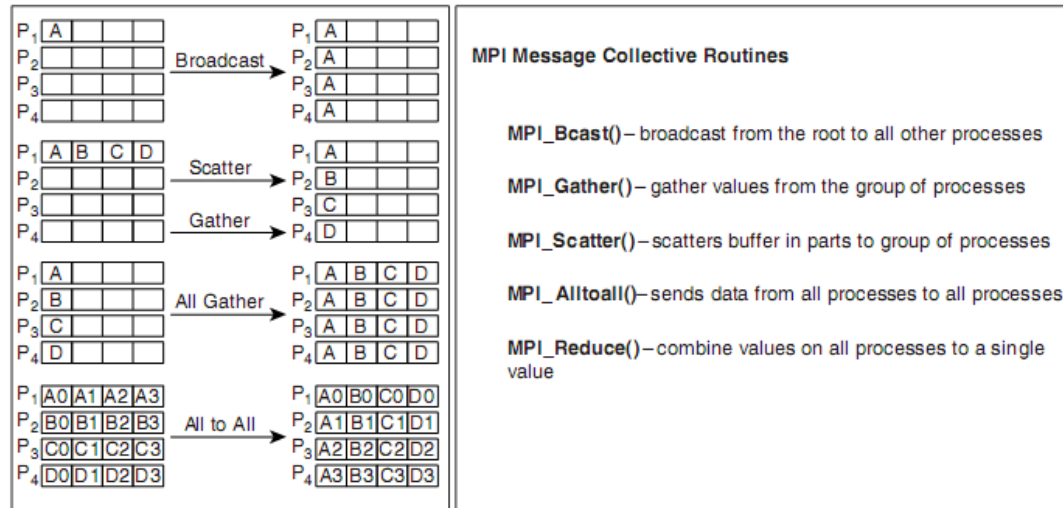 P1 A P1 A
P2 Broadcast P2 A
P3 P3 A
P4 P4 A
P1 A B C D P1 A
P2 Scatter P2 B
P3 P3 C
P4 Gather P4 D
P1 A P1 A B C D
P2 B All Gather P2 A B C D
P3 C P3 A B C D
P4 D P4 A B C D
P1 A0 A1 A2 A3 P1 A0 B0 C0 D0
P2 B0 B1 B2 B3 All to All P2 A1 B1 C1 D1
P3 C0 C1 C2 C3 P3 A2 B2 C2 D2
P4 D0 D1 D2 D3 P4 A3 B3 C3 D3
MPI Message Collective Routines
MPI_Bcast() – broadcast from the root to all other processes
MPI_Gather() – gather values from the group of processes
MPI_Scatter() – scatters buffer in parts to group of processes
MPI_ Alltoall() – sends data from all processes to all processes
MPI_Reduce() – combine values on all processes to a single
value